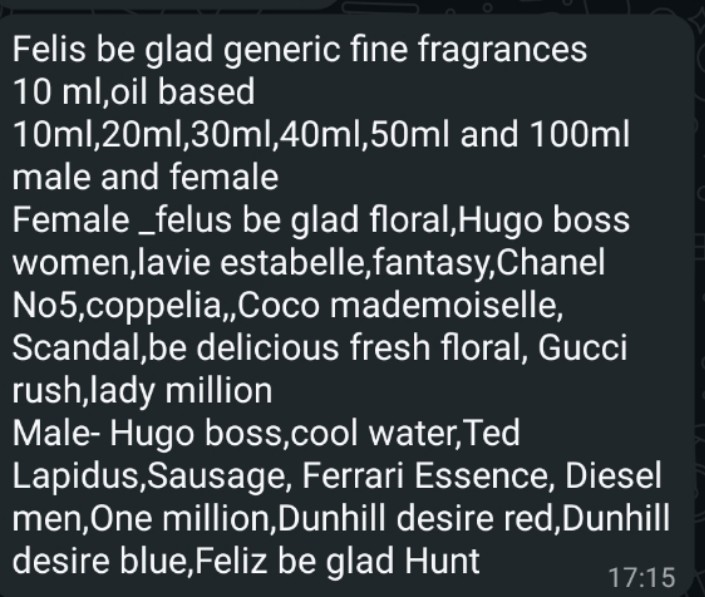 Felis be glad generic fine fragrances
10 ml,oil based
10ml,20ml,30ml,40ml,50ml and 100ml
male and female
Female _felus be glad floral,Hugo boss
women,lavie estabelle,fantasy,Chanel
No5,coppelia,,Coco mademoiselle,
Scandal,be delicious fresh floral, Gucci
rush,lady million
Male- Hugo boss,cool water,Ted
Lapidus,Sausage, Ferrari Essence, Diesel
men,One million,Dunhill desire red,Dunhill
desire blue,Feliz be glad Hunt
17:15